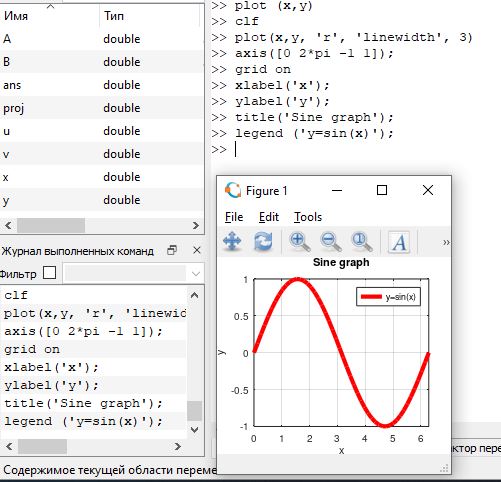 Имя Тип
A double
B double
ans double
proj double
u double
v double
x double
y double
Журнал выполненных команд
Фильтр
clf
plot(x,y, 'r', 'linewid
axis([0 2*pi -1 1]);
grid on
xlabel('x');
ylabel('y');
title('Sine graph');
legend ('y=sin(x)');
Содержимое текущей области переме
>> plot (x,y)
>> clf
>> plot(x,y, 'r', 'linewidth', 3)
>> axis([0 2*pi -1 1]);
>> grid on
>> xlabel('x');
>> ylabel('y');
>> title('Sine graph');
>> legend ('y=sin(x)');
>>
Figure 1
File Edit Tools
A »
Sine graph
y=sin(x)
1
0.5
0
-0.5
-1
y
0 1 2 3 4 5 6
x
ктор пере